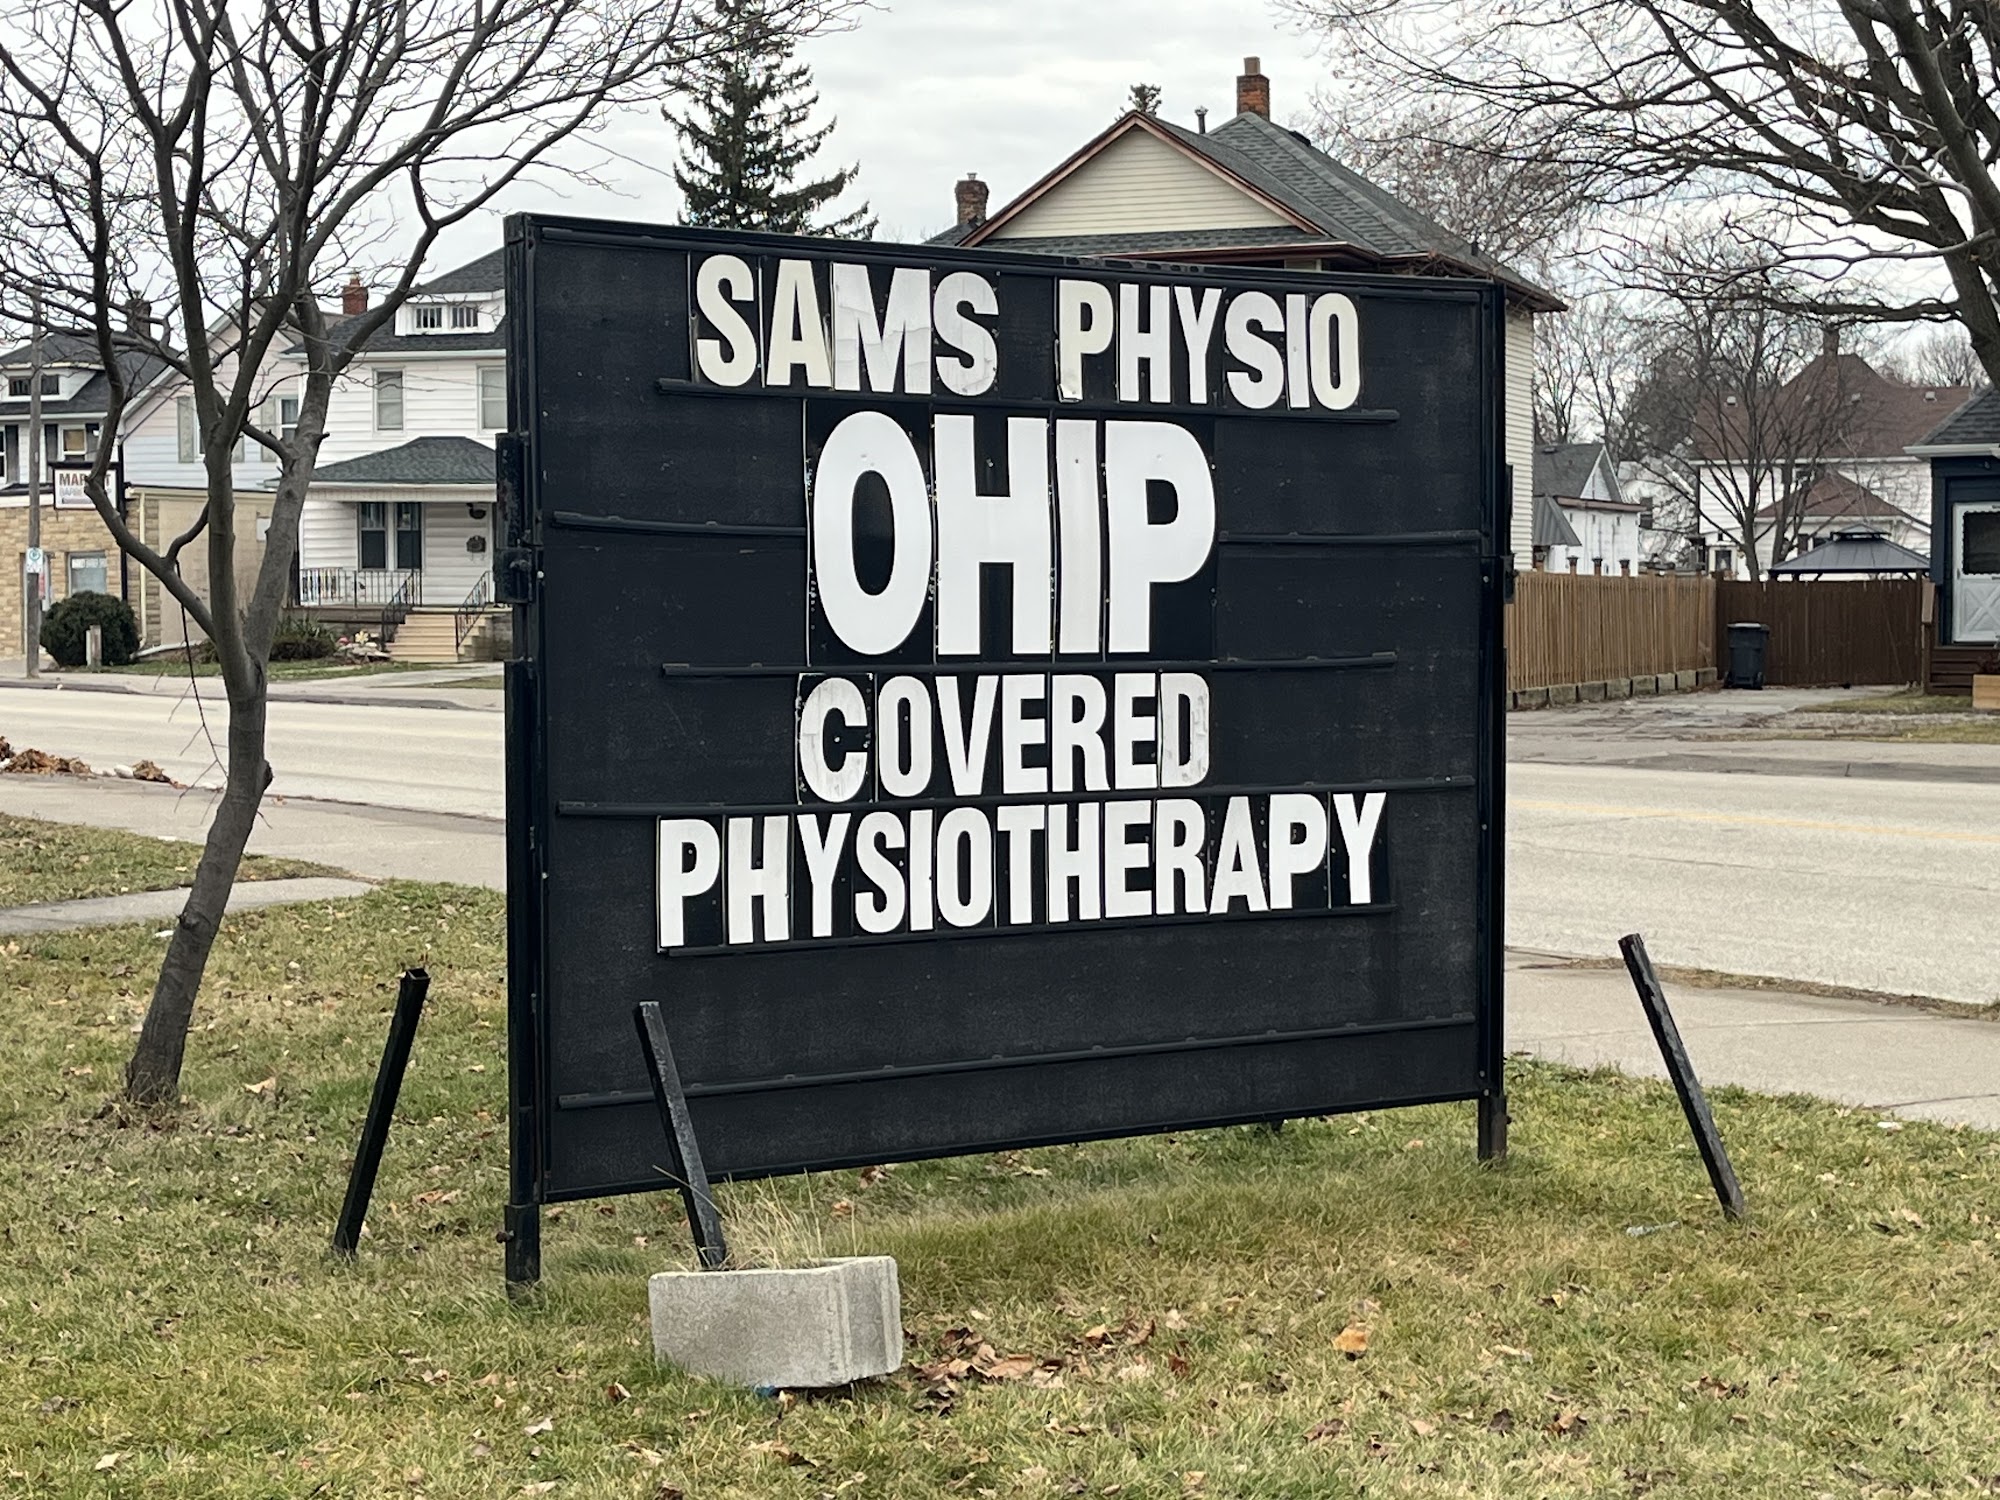 SAMS PHYSIO
OHIP
COVERED
PHYSIOTHERAPY